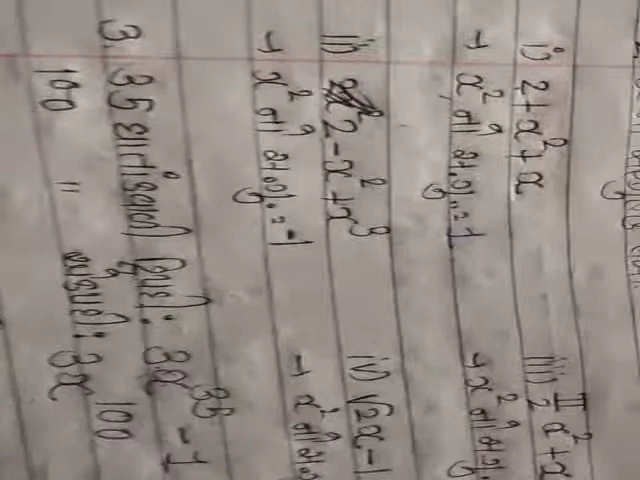 i) 2+x²+x iii) π/2 x²+x
→ x² નો સ.ગુ. = 1 → x² નો સ.ગુ.
ii) 2-x²+x³ iv) √2x-1
→ x² નો સ.ગુ. = -1 → x² નો સ.ગુ.
3. 35 ઘાતવાળી દ્વિપદી : 3x³⁵ - 1
100 " એકપદી : 3x¹⁰⁰